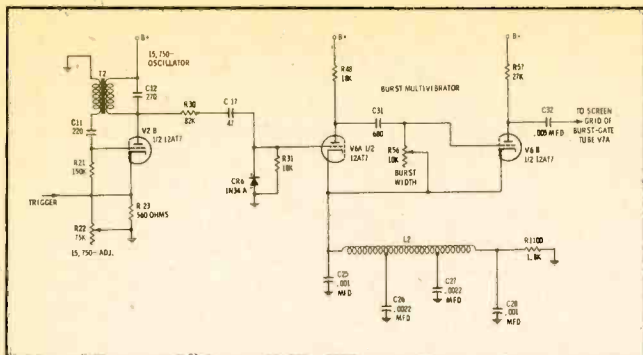 B+
15,750-
OSCILLATOR
T2
C12
270
C11
220
R30
82K
C 17
47
V2 B
1/2 12AT7
R21
150K
TRIGGER
R 23
560 OHMS
R22
75K
15,750-ADJ.
CR6
1N34 A
R31
18K
B+
R48
18K
BURST MULTIVIBRATOR
C31
680
V6A 1/2
12AT7
R56
10K
BURST
WIDTH
B+
R57
27K
C32
.005 MFD
TO SCREEN
GRID OF
BURST-GATE
TUBE V7A
V6 B
1/2 12AT7
L2
R1100
1.8K
C25
.001
MFD
C26
.0022
MFD
C27
.0022
MFD
C28
.001
MFD